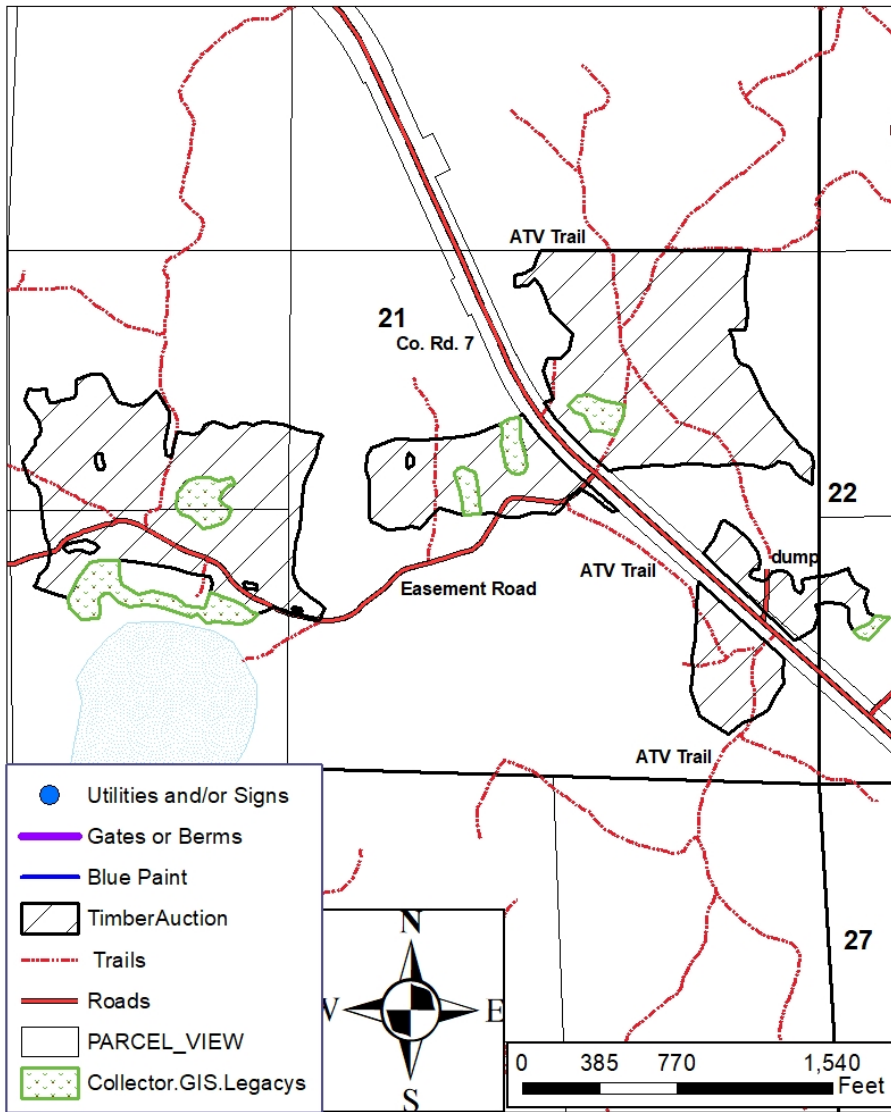 ATV Trail
21
Co. Rd. 7
22
dump
ATV Trail
Easement Road
ATV Trail
Utilities and/or Signs
Gates or Berms
Blue Paint
TimberAuction
Trails
Roads
PARCEL_VIEW
Collector.GIS.Legacys
N
W E
S
27
0 385 770 1,540
Feet